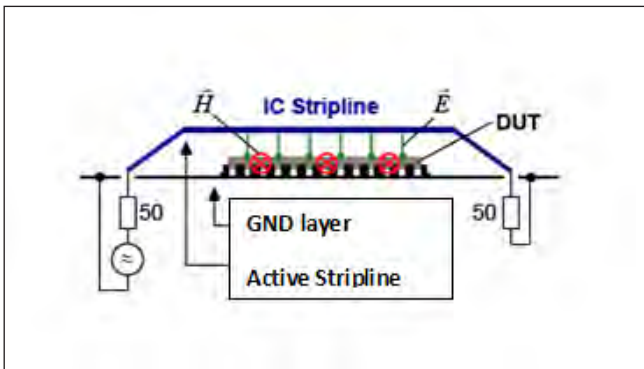 H⃗ IC Stripline E⃗
DUT
50 50
GND layer
≈
Active Stripline